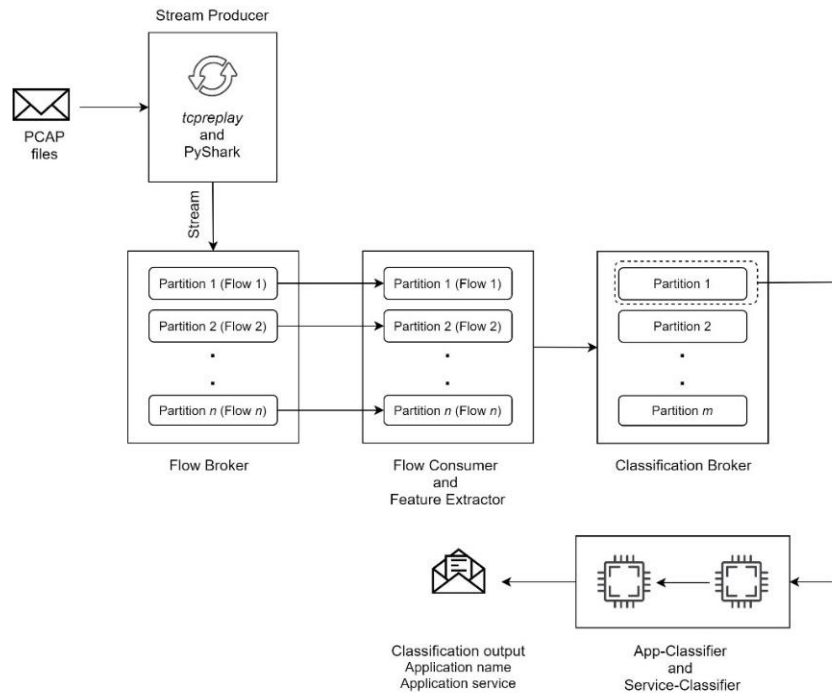 Stream Producer
PCAP
files
tcpreplay
and
PyShark
Stream
Partition 1 (Flow 1)
Partition 2 (Flow 2)
.
.
Partition n (Flow n)
Flow Broker
Partition 1 (Flow 1)
Partition 2 (Flow 2)
.
.
Partition n (Flow n)
Flow Consumer
and
Feature Extractor
Partition 1
Partition 2
.
.
Partition m
Classification Broker
Classification output
Application name
Application service
App-Classifier
and
Service-Classifier